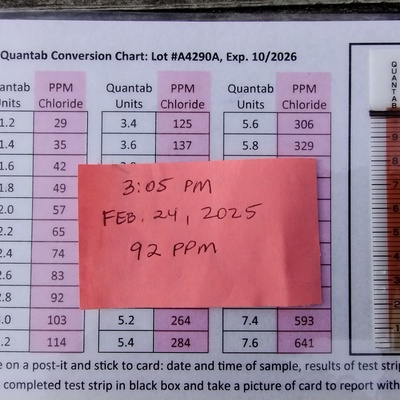 Quantab Conversion Chart: Lot #A4290A, Exp. 10/2026
Quantab Units PPM Chloride Quantab Units PPM Chloride Quantab Units PPM Chloride
1.2 29 3.4 125 5.6 306
1.4 35 3.6 137 5.8 329
1.6 42
1.8 49
2.0 57
2.2 65
2.4 74
2.6 83
2.8 92
3.0 103 5.2 264 7.4 593
3.2 114 5.4 284 7.6 641
3:05 PM
FEB. 24, 2025
92 PPM
e on a post-it and stick to card: date and time of sample, results of test strip
completed test strip in black box and take a picture of card to report with
QUANTAB